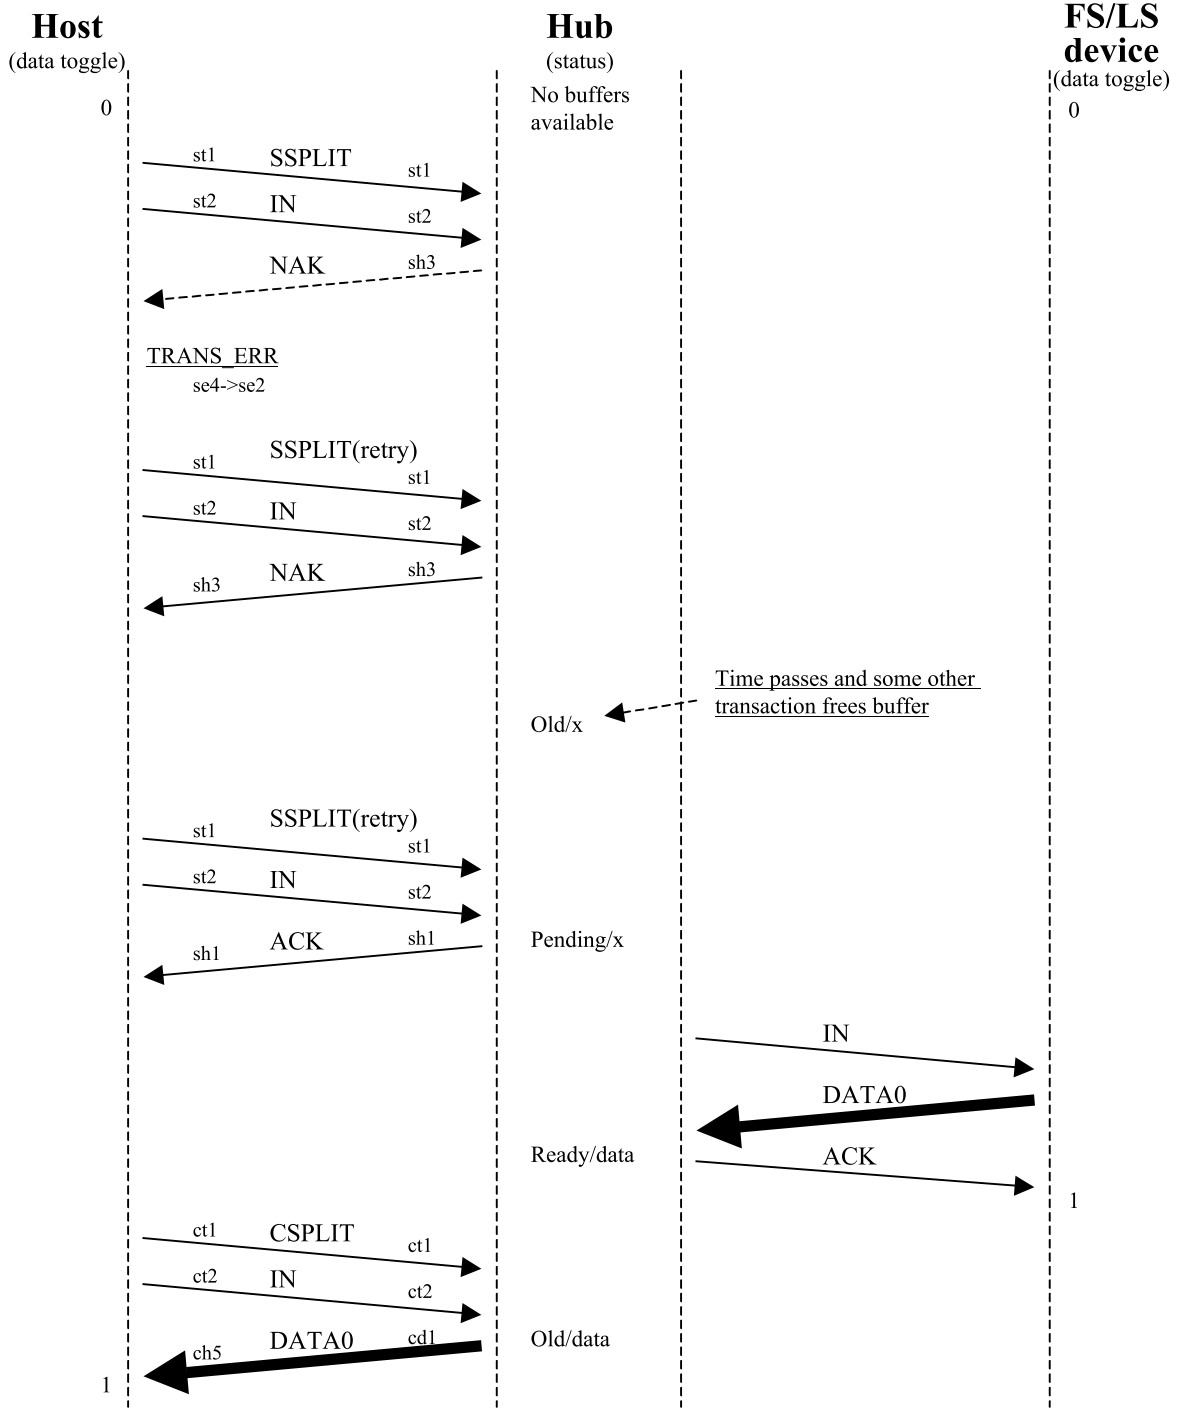 Host
(data toggle)
Hub
(status)
FS/LS
device
(data toggle)
0
No buffers
available
0
st1 SSPLIT st1
st2 IN st2
NAK sh3
TRANS_ERR
se4->se2
SSPLIT(retry)
st1 st1
st2 IN st2
NAK sh3
sh3
Time passes and some other
transaction frees buffer
Old/x
SSPLIT(retry)
st1 st1
st2 IN st2
ACK sh1 Pending/x
sh1
IN
DATA0
Ready/data
ACK
1
ct1 CSPLIT ct1
ct2 IN ct2
DATA0 cd1 Old/data
ch5
1